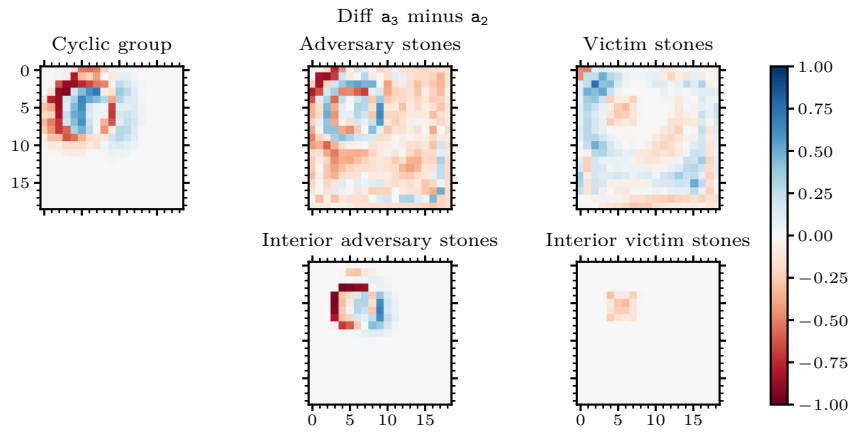 Diff a₃ minus a₂
Cyclic group
Adversary stones
Victim stones
0
5
10
15
1.00
0.75
0.50
0.25
0.00
−0.25
−0.50
−0.75
−1.00
Interior adversary stones
Interior victim stones
0 5 10 15
0 5 10 15